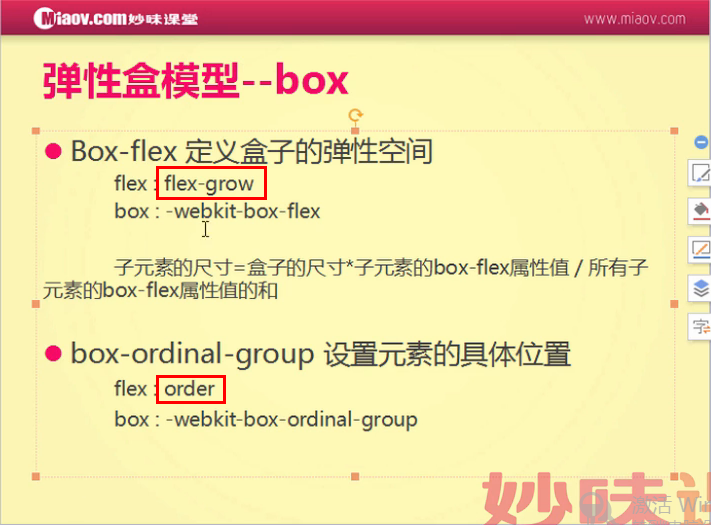 Miaov.com妙味课堂
www.miaov.com
弹性盒模型--box
Box-flex 定义盒子的弹性空间
flex : flex-grow
box : -webkit-box-flex
子元素的尺寸=盒子的尺寸*子元素的box-flex属性值 / 所有子
元素的box-flex属性值的和
box-ordinal-group 设置元素的具体位置
flex : order
box : -webkit-box-ordinal-group
字
妙味
激活 Win